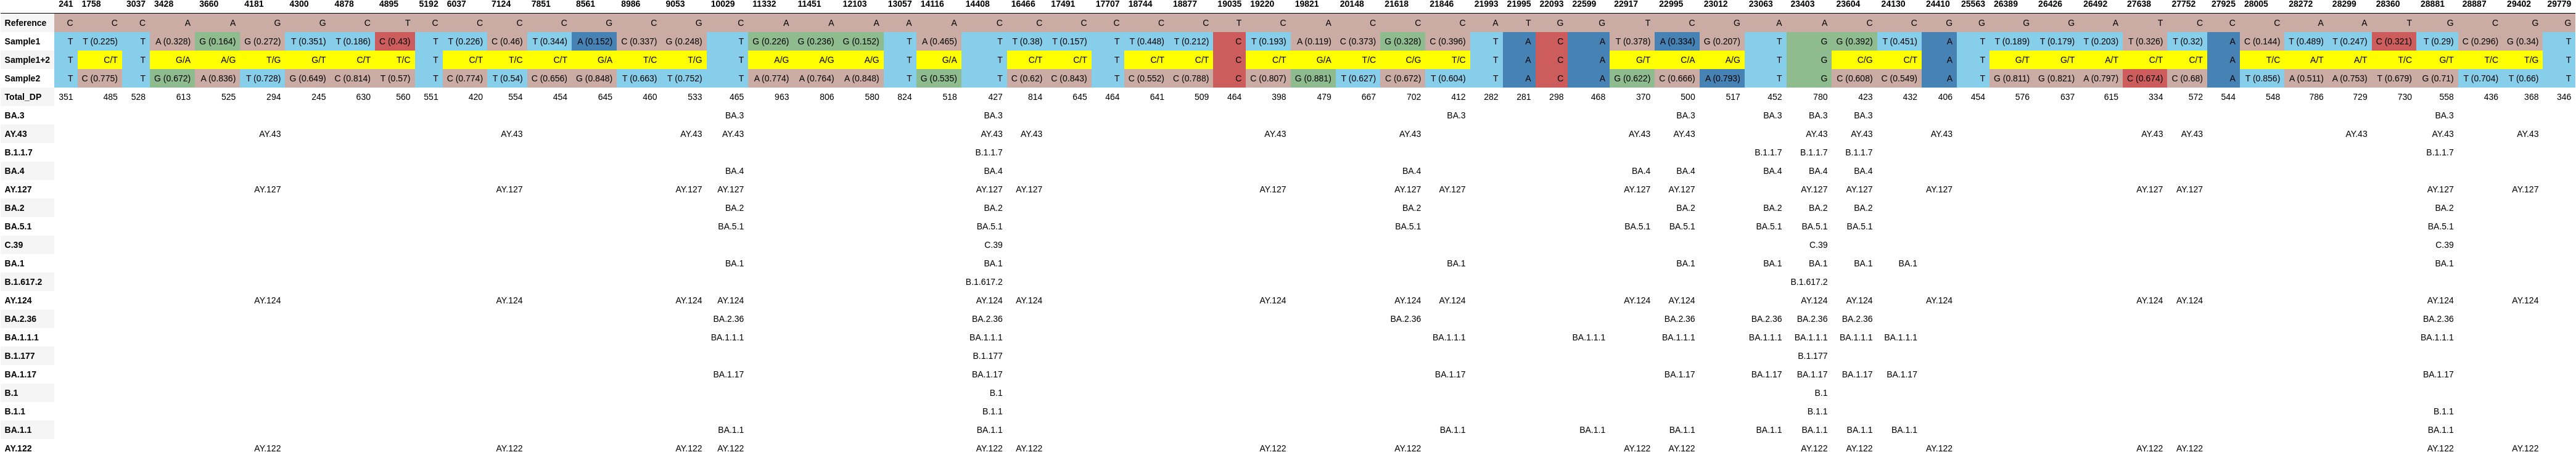 241 1758 3037 3428 3660 4181 4300 4878 4895 5192 6037 7124 7851 8561 8986 9053 10029 11332 11451 12103 13057 14116 14408 16466 17491 17707 18744 18877 19035 19220 19821 20148 21618 21846 21993 21995 22093 22599 22917 22995 23012 23063 23403 23604 24130 24410 25563 26389 26426 26492 27638 27752 27925 28005 28272 28299 28360 28881 28887 29402 29779
Reference C C C A A G G C T C C C C C G C G C A A A A A C C C C C C T C A C C C A T G G T C G A A C C G G G G A T C C C A A T G C G G
Sample1 T T (0.225) T A (0.328) G (0.164) G (0.272) T (0.351) T (0.186) C (0.43) T T (0.226) C (0.46) T (0.344) A (0.152) C (0.337) G (0.248) T G (0.226) G (0.236) G (0.152) T A (0.465) T T (0.38) T (0.157) T T (0.448) T (0.212) C T (0.193) A (0.119) C (0.373) G (0.328) C (0.396) T A C A T (0.378) A (0.334) G (0.207) T G G (0.392) T (0.451) A T T (0.189) T (0.179) T (0.203) T (0.326) T (0.32) A C (0.144) T (0.489) T (0.247) C (0.321) T (0.29) C (0.296) G (0.34) T
Sample1+2 T C/T T G/A A/G T/G G/T C/T T/C T C/T T/C C/T G/A T/C T/G T A/G A/G A/G T G/A T C/T C/T T C/T C/T C C/T G/A T/C C/G T/C T A C A G/T C/A A/G T G C/G C/T A T G/T G/T A/T C/T C/T A T/C A/T A/T T/C G/T T/C T/G T
Sample2 T C (0.775) T G (0.672) A (0.836) T (0.728) G (0.649) C (0.814) T (0.57) T C (0.774) T (0.54) C (0.656) G (0.848) T (0.663) T (0.752) T A (0.774) A (0.764) A (0.848) T G (0.535) T C (0.62) C (0.843) T C (0.552) C (0.788) C C (0.807) G (0.881) T (0.627) C (0.672) T (0.604) T A C A G (0.622) C (0.666) A (0.793) T G C (0.608) C (0.549) A T G (0.811) G (0.821) A (0.797) C (0.674) C (0.68) A T (0.856) A (0.511) A (0.753) T (0.679) G (0.71) T (0.704) T (0.66) T
Total_DP 351 485 528 613 525 294 245 630 560 551 420 554 454 645 460 533 465 963 806 580 824 518 427 814 645 464 641 509 464 398 479 667 702 412 282 281 298 468 370 500 517 452 780 423 432 406 454 576 637 615 334 572 544 548 786 729 730 558 436 368 346
BA.3 BA.3 BA.3 BA.3 BA.3 BA.3 BA.3 BA.3 BA.3
AY.43 AY.43 AY.43 AY.43 AY.43 AY.43 AY.43 AY.43 AY.43 AY.43 AY.43 AY.43 AY.43 AY.43 AY.43 AY.43 AY.43 AY.43 AY.43
B.1.1.7 B.1.1.7 B.1.1.7 B.1.1.7 B.1.1.7 B.1.1.7
BA.4 BA.4 BA.4 BA.4 BA.4 BA.4 BA.4 BA.4 BA.4
AY.127 AY.127 AY.127 AY.127 AY.127 AY.127 AY.127 AY.127 AY.127 AY.127 AY.127 AY.127 AY.127 AY.127 AY.127 AY.127 AY.127 AY.127 AY.127
BA.2 BA.2 BA.2 BA.2 BA.2 BA.2 BA.2 BA.2 BA.2
BA.5.1 BA.5.1 BA.5.1 BA.5.1 BA.5.1 BA.5.1 BA.5.1 BA.5.1 BA.5.1 BA.5.1
C.39 C.39 C.39 C.39
BA.1 BA.1 BA.1 BA.1 BA.1 BA.1 BA.1 BA.1 BA.1 BA.1
B.1.617.2 B.1.617.2 B.1.617.2
AY.124 AY.124 AY.124 AY.124 AY.124 AY.124 AY.124 AY.124 AY.124 AY.124 AY.124 AY.124 AY.124 AY.124 AY.124 AY.124 AY.124 AY.124 AY.124
BA.2.36 BA.2.36 BA.2.36 BA.2.36 BA.2.36 BA.2.36 BA.2.36 BA.2.36 BA.2.36
BA.1.1.1 BA.1.1.1 BA.1.1.1 BA.1.1.1 BA.1.1.1 BA.1.1.1 BA.1.1.1 BA.1.1.1 BA.1.1.1 BA.1.1.1 BA.1.1.1
B.1.177 B.1.177 B.1.177
BA.1.17 BA.1.17 BA.1.17 BA.1.17 BA.1.17 BA.1.17 BA.1.17 BA.1.17 BA.1.17 BA.1.17
B.1 B.1 B.1
B.1.1 B.1.1 B.1.1 B.1.1
BA.1.1 BA.1.1 BA.1.1 BA.1.1 BA.1.1 BA.1.1 BA.1.1 BA.1.1 BA.1.1 BA.1.1 BA.1.1
AY.122 AY.122 AY.122 AY.122 AY.122 AY.122 AY.122 AY.122 AY.122 AY.122 AY.122 AY.122 AY.122 AY.122 AY.122 AY.122 AY.122 AY.122